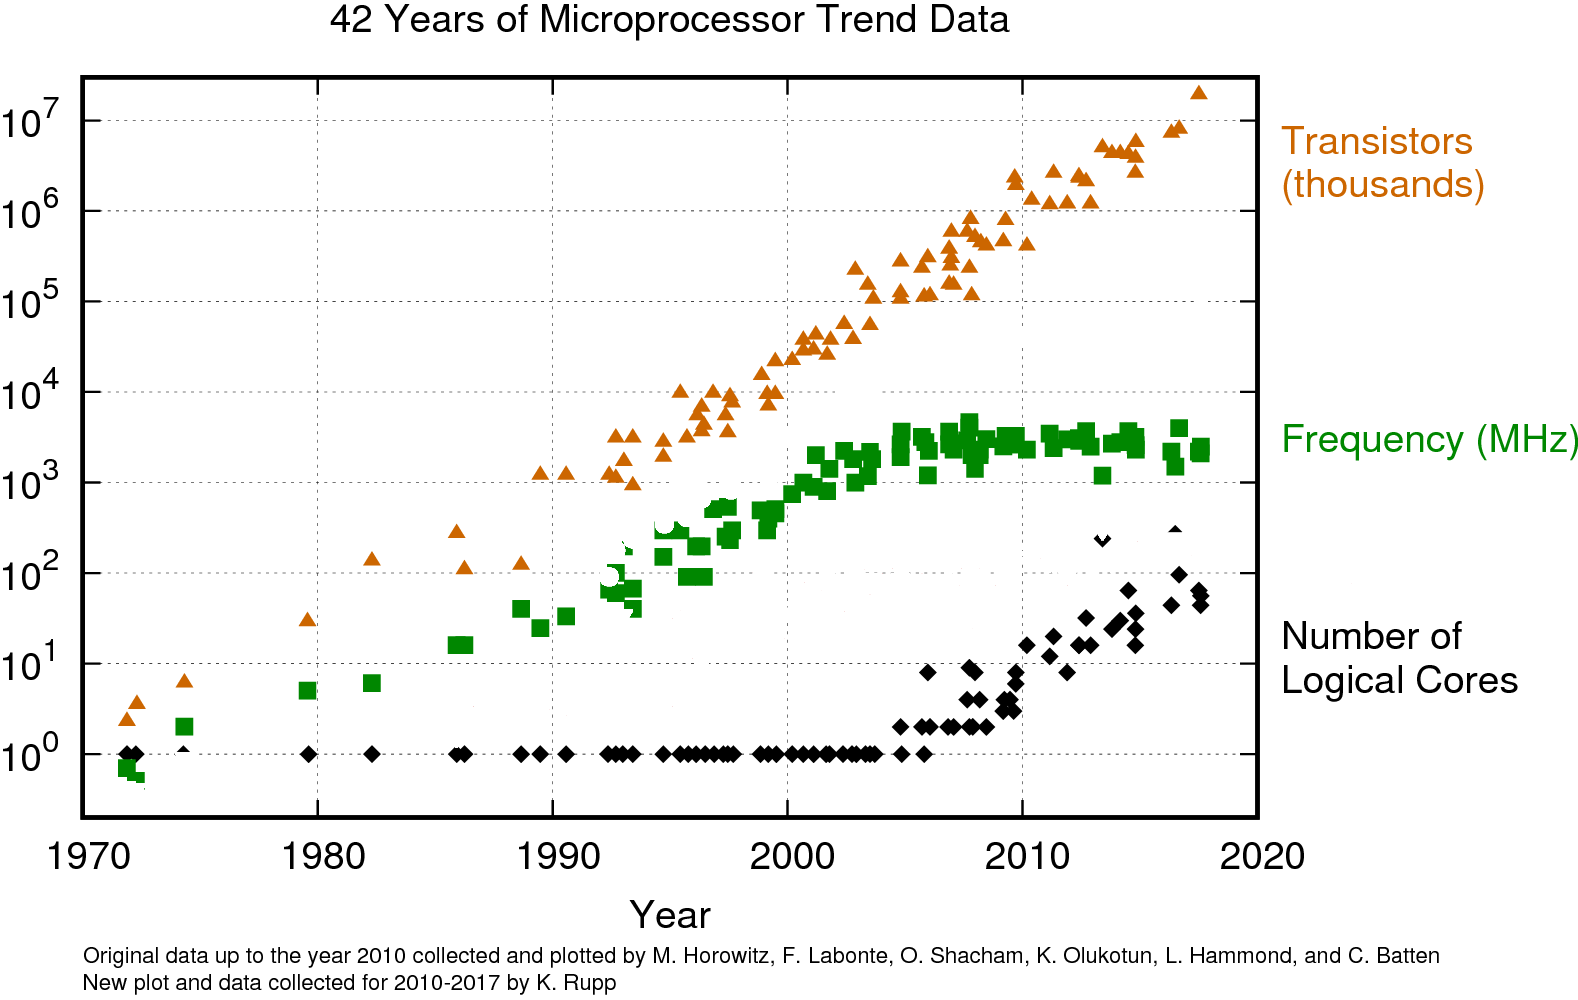 42 Years of Microprocessor Trend Data
10^7
10^6
10^5
10^4
10^3
10^2
10^1
10^0
Transistors
(thousands)
Frequency (MHz)
Number of
Logical Cores
1970 1980 1990 2000 2010 2020
Year
Original data up to the year 2010 collected and plotted by M. Horowitz, F. Labonte, O. Shacham, K. Olukotun, L. Hammond, and C. Batten
New plot and data collected for 2010-2017 by K. Rupp